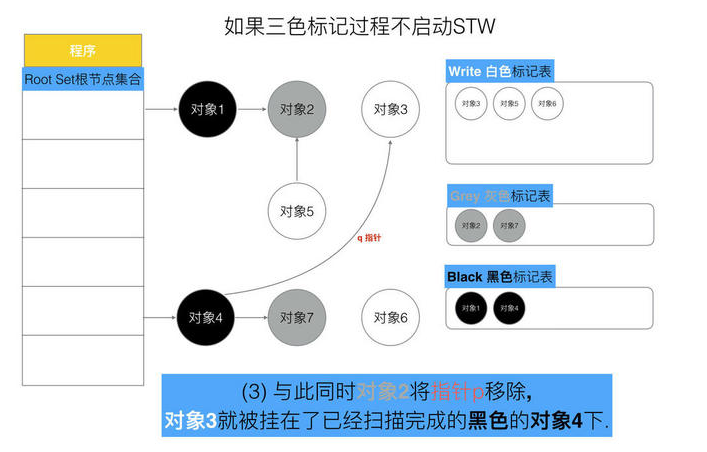 如果三色标记过程不启动STW
程序
Root Set根节点集合
对象1
对象2
对象3
对象5
q 指针
对象4
对象7
对象6
Write 白色标记表
对象3 对象5 对象6
Grey 灰色标记表
对象2 对象7
Black 黑色标记表
对象1 对象4
(3) 与此同时对象2将指针p移除,
对象3就被挂在了已经扫描完成的黑色的对象4下.